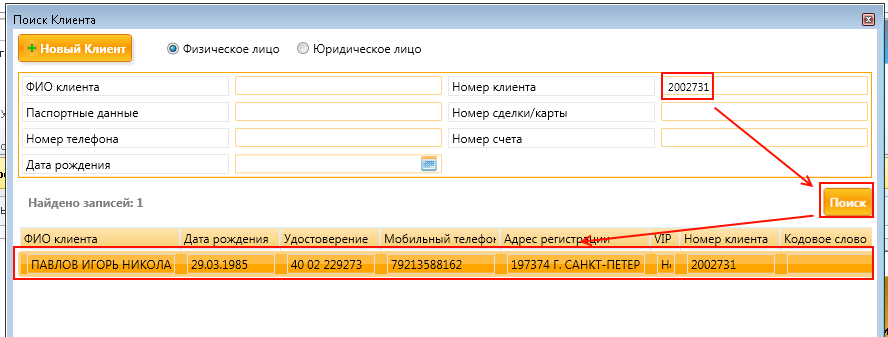 Поиск Клиента
+ Новый Клиент Физическое лицо Юридическое лицо
ФИО клиента Номер клиента 2002731
Паспортные данные Номер сделки/карты
Номер телефона Номер счета
Дата рождения
Найдено записей: 1 Поиск
ФИО клиента Дата рождения Удостоверение Мобильный телефон Адрес регистрации VIP Номер клиента Кодовое слово
ПАВЛОВ ИГОРЬ НИКОЛА 29.03.1985 40 02 229273 79213588162 197374 Г. САНКТ-ПЕТЕР 2002731